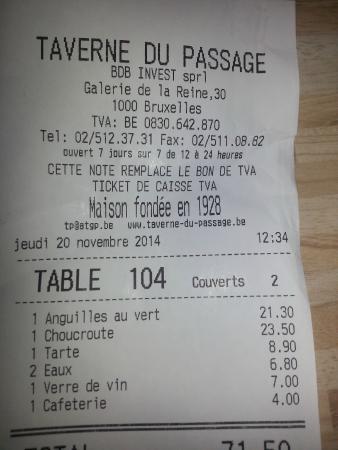 TAVERNE DU PASSAGE
BDB INVEST sprl
Galerie de la Reine,30
1000 Bruxelles
TVA: BE 0830.642.870
Tel: 02/512.37.31 Fax: 02/511.08.82
ouvert 7 jours sur 7 de 12 à 24 heures
CETTE NOTE REMPLACE LE BON DE TVA
TICKET DE CAISSE TVA
Maison fondée en 1928
tp@atgp.be www.taverne-du-passage.be
jeudi 20 novembre 2014 12:34
TABLE 104 Couverts 2
1 Anguilles au vert 21.30
1 Choucroute 23.50
1 Tarte 8.90
2 Eaux 6.80
1 Verre de vin 7.00
1 Cafeterie 4.00
TOTAL 71.50